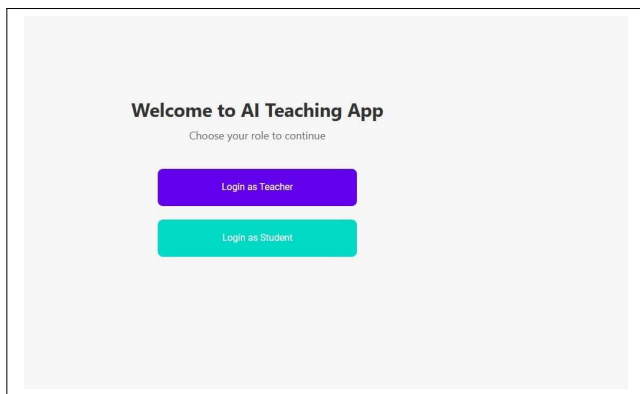 Welcome to AI Teaching App
Choose your role to continue
Login as Teacher
Login as Student